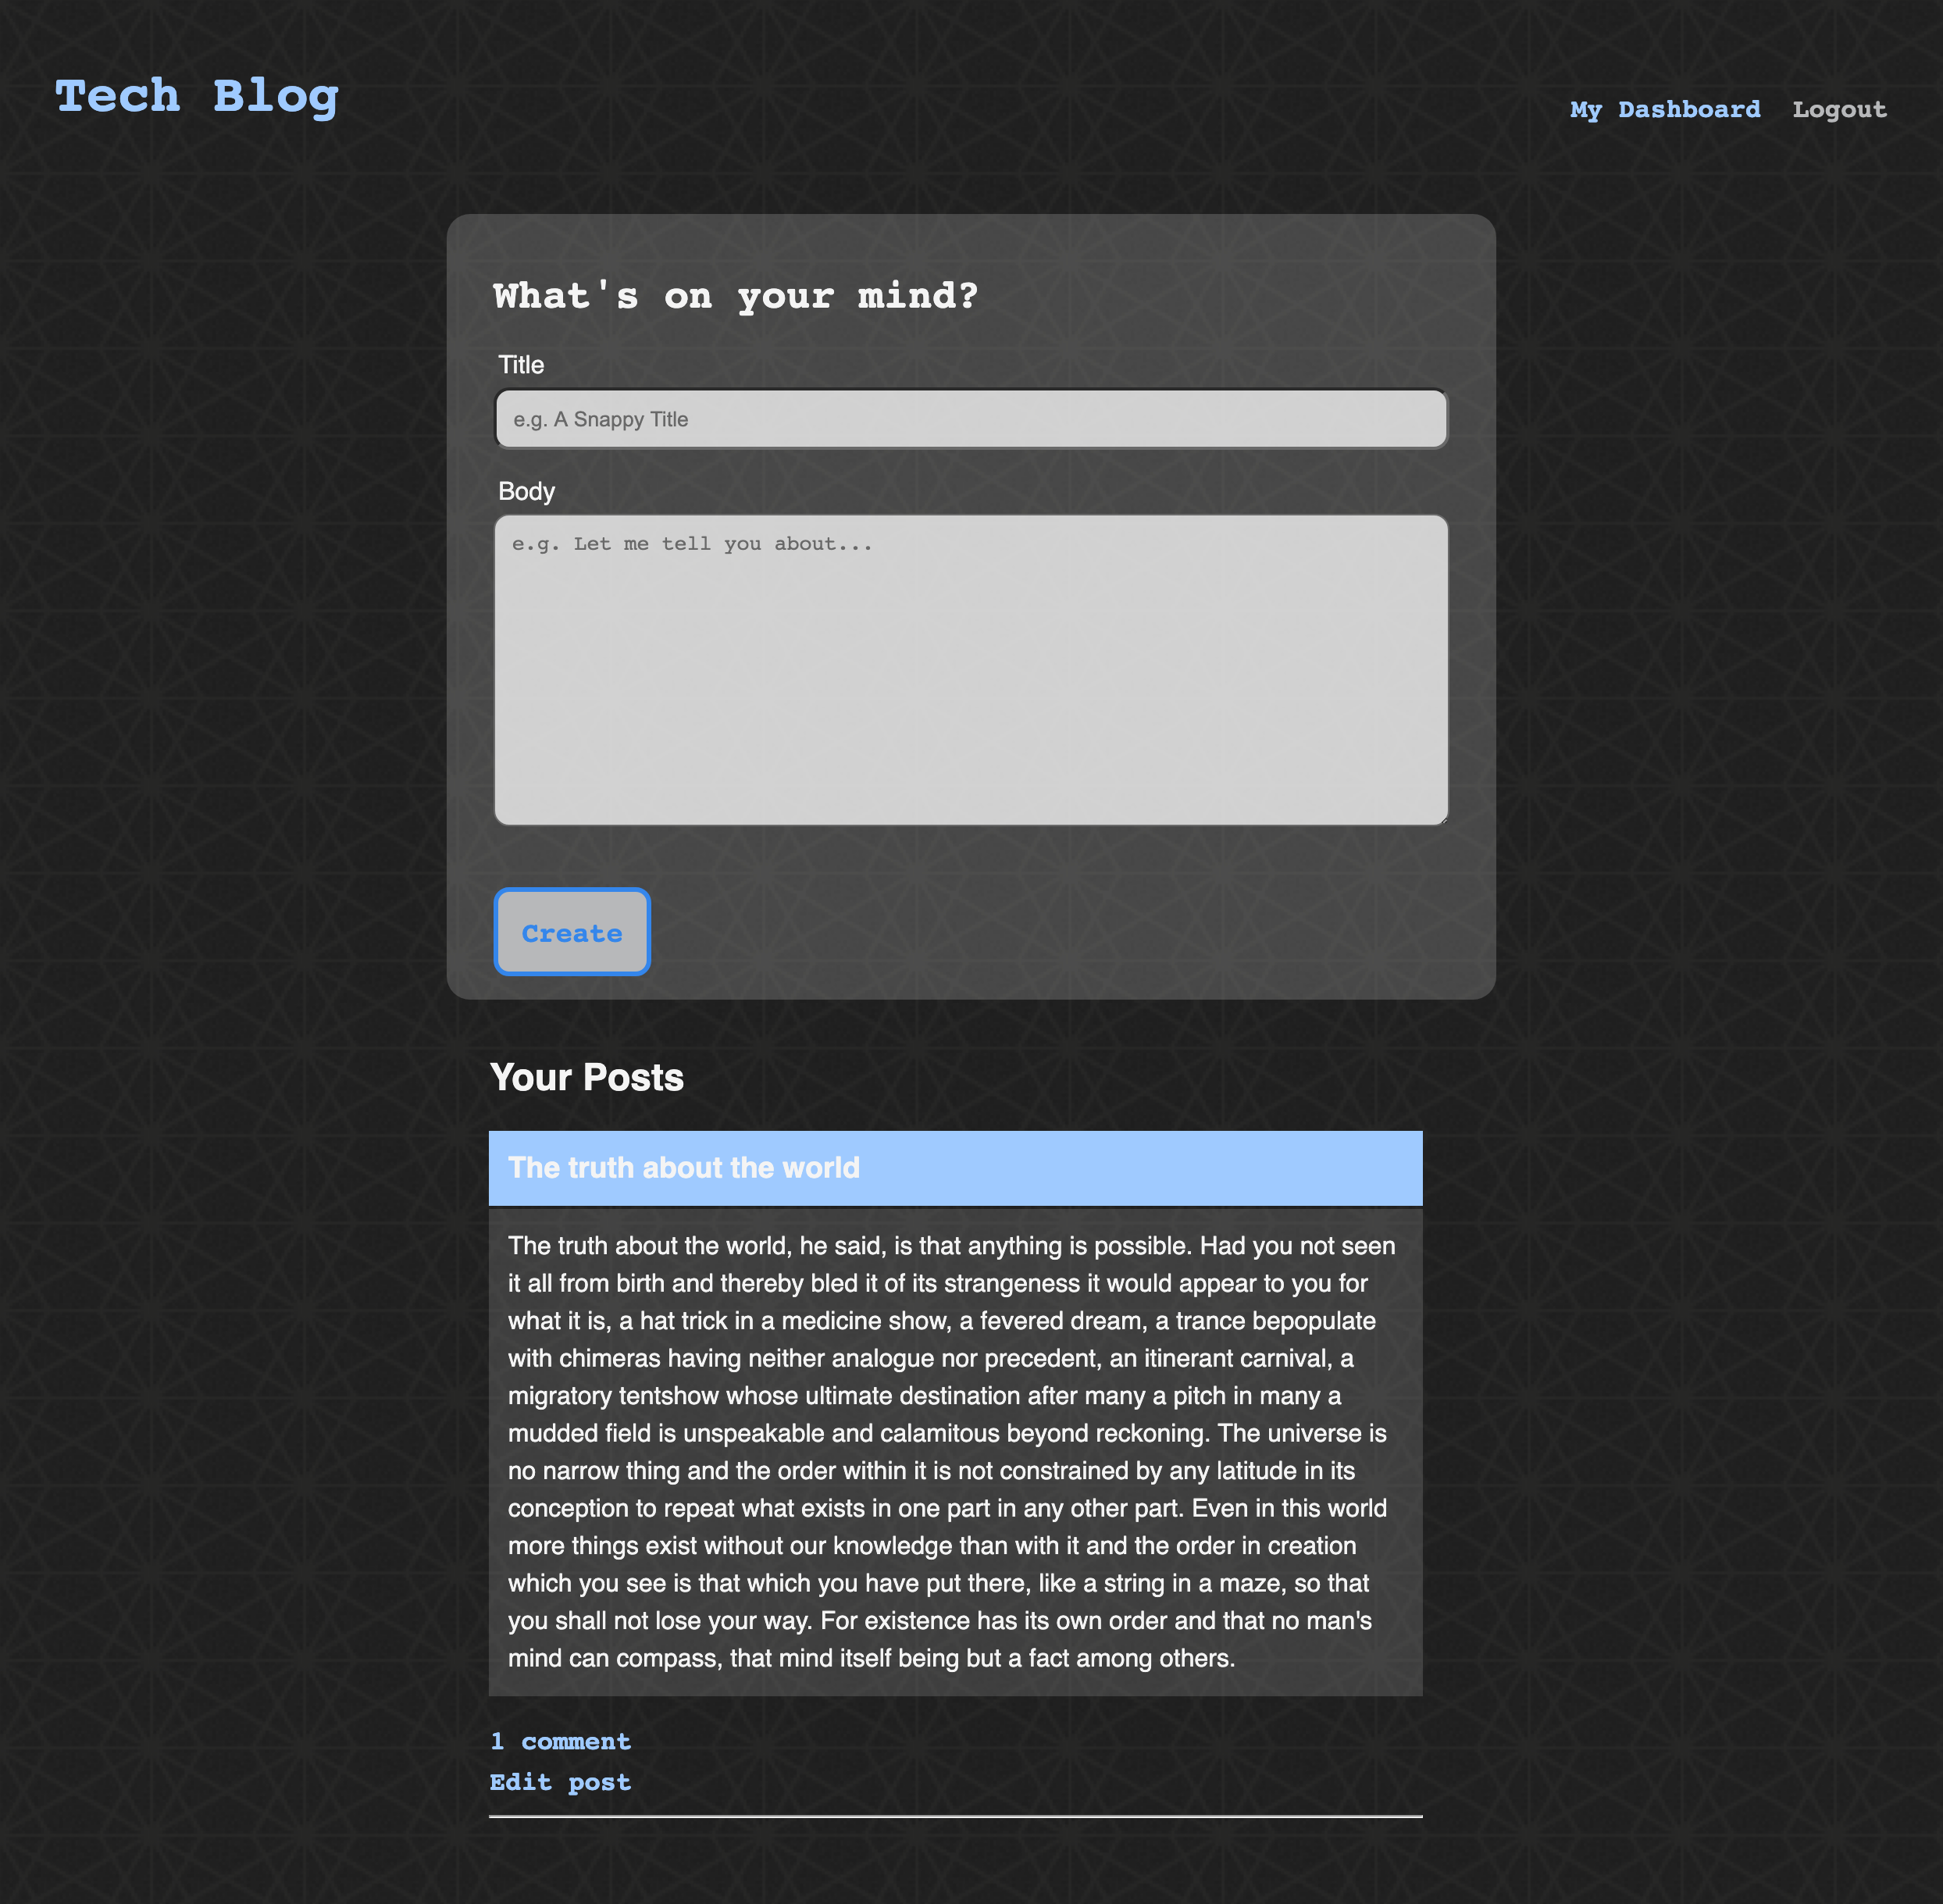 Tech Blog
My Dashboard Logout
What's on your mind?
Title
e.g. A Snappy Title
Body
e.g. Let me tell you about...
Create
Your Posts
The truth about the world
The truth about the world, he said, is that anything is possible. Had you not seen
it all from birth and thereby bled it of its strangeness it would appear to you for
what it is, a hat trick in a medicine show, a fevered dream, a trance bepopulate
with chimeras having neither analogue nor precedent, an itinerant carnival, a
migratory tentshow whose ultimate destination after many a pitch in many a
mudded field is unspeakable and calamitous beyond reckoning. The universe is
no narrow thing and the order within it is not constrained by any latitude in its
conception to repeat what exists in one part in any other part. Even in this world
more things exist without our knowledge than with it and the order in creation
which you see is that which you have put there, like a string in a maze, so that
you shall not lose your way. For existence has its own order and that no man's
mind can compass, that mind itself being but a fact among others.
1 comment
Edit post